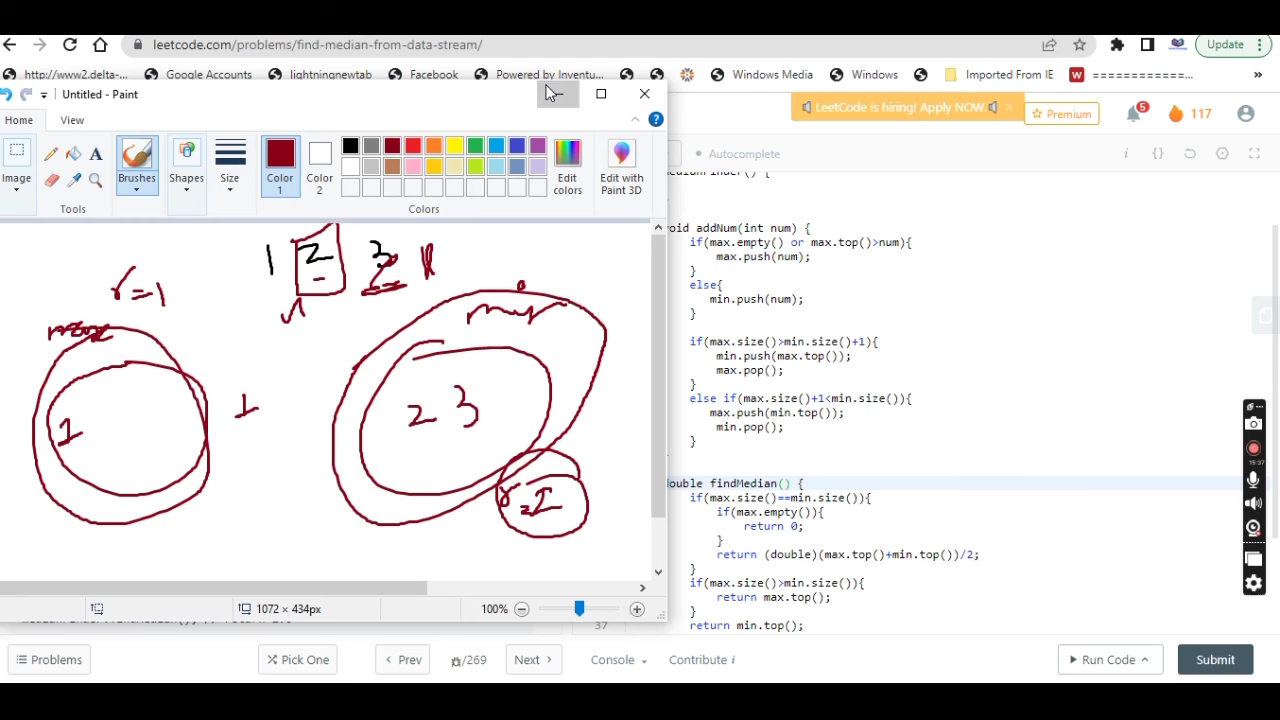 leetcode.com/problems/find-median-from-data-stream/
Update
http://www2.delta-...
Google Accounts
lightningnewtab
Facebook
Powered by Inventu...
Windows Media
Windows
Imported From IE
============...
Untitled - Paint
LeetCode is hiring! Apply NOW.
Premium
5
117
Home
View
Image
Brushes
Shapes
Size
Color
1
Color
2
Edit
colors
Edit with
Paint 3D
Tools
Colors
Autocomplete
void addNum(int num) {
if(max.empty() or max.top()>num){
max.push(num);
}
else{
min.push(num);
}
if(max.size()>min.size()+1){
min.push(max.top());
max.pop();
}
else if(max.size()+1<min.size()){
max.push(min.top());
min.pop();
}
double findMedian() {
if(max.size()==min.size()){
if(max.empty()){
return 0;
}
return (double)(max.top()+min.top())/2;
}
if(max.size()>min.size()){
return max.top();
}
return min.top();
37
1 2 3
r=1
1
1
2 3
r=2
15:37
1072 × 434px
100%
Problems
Pick One
Prev
/269
Next
Console
Contribute
Run Code
Submit